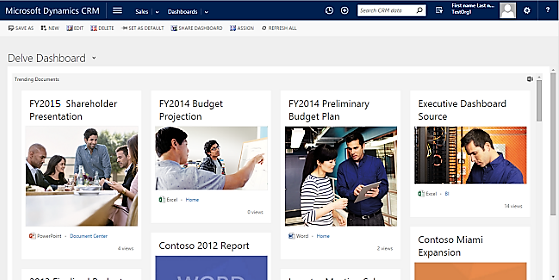 Microsoft Dynamics CRM
Sales
Dashboards
Search CRM data
First name Last n...
TestOrg1
SAVE AS
NEW
EDIT
DELETE
SET AS DEFAULT
SHARE DASHBOARD
ASSIGN
REFRESH ALL
Delve Dashboard
Trending Documents
FY2015 Shareholder
Presentation
PowerPoint - Document Center
4 views
FY2014 Budget
Projection
Excel - Home
0 views
FY2014 Preliminary
Budget Plan
Word - Home
2 views
Executive Dashboard
Source
Excel - BI
14 views
Contoso 2012 Report
WORD
Contoso Miami
Expansion